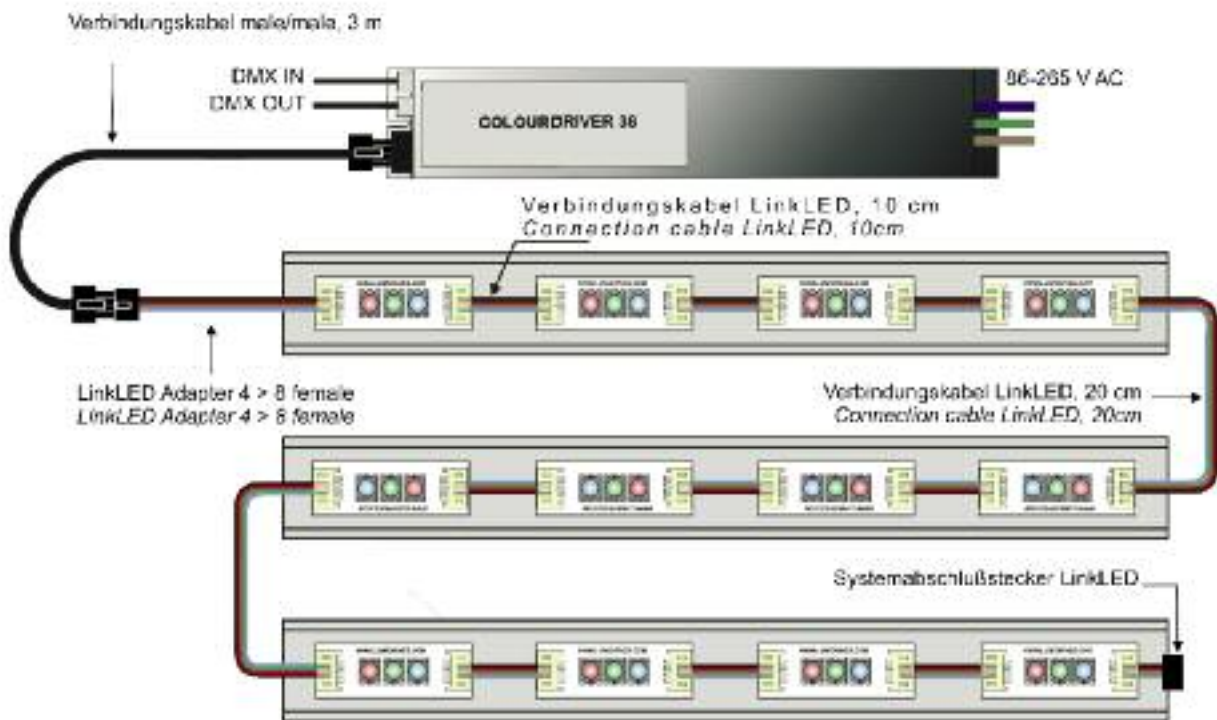 Verbindungskabel male/male, 3 m
DMX IN
DMX OUT
COLOURDRIVER 36
86-265 V AC
Verbindungskabel LinkLED, 10 cm
Connection cable LinkLED, 10cm
LinkLED Adapter 4 > 8 female
LinkLED Adapter 4 > 8 female
Verbindungskabel LinkLED, 20 cm
Connection cable LinkLED, 20cm
Systemabschlußstecker LinkLED